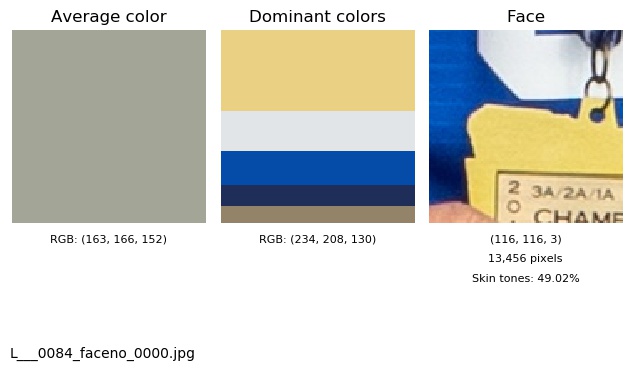 Average color
Dominant colors
Face
3A/2A/1A
2
0
CHAM
RGB: (163, 166, 152)
RGB: (234, 208, 130)
(116, 116, 3)
13,456 pixels
Skin tones: 49.02%
L___0084_faceno_0000.jpg